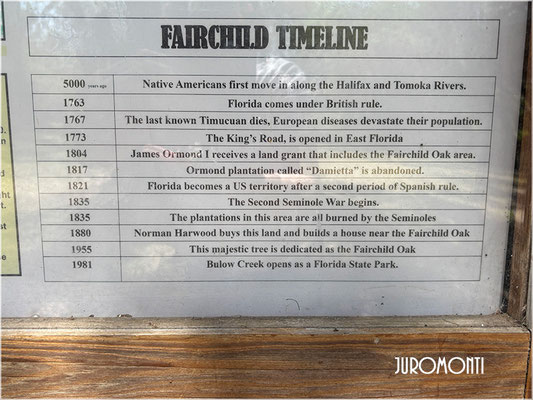 FAIRCHILD TIMELINE
5000 years ago Native Americans first move in along the Halifax and Tomoka Rivers.
1763 Florida comes under British rule.
1767 The last known Timucuan dies, European diseases devastate their population.
1773 The King's Road, is opened in East Florida
1804 James Ormond I receives a land grant that includes the Fairchild Oak area.
1817 Ormond plantation called "Damietta" is abandoned.
1821 Florida becomes a US territory after a second period of Spanish rule.
1835 The Second Seminole War begins.
1835 The plantations in this area are all burned by the Seminoles
1880 Norman Harwood buys this land and builds a house near the Fairchild Oak
1955 This majestic tree is dedicated as the Fairchild Oak
1981 Bulow Creek opens as a Florida State Park.
JUROMONTI